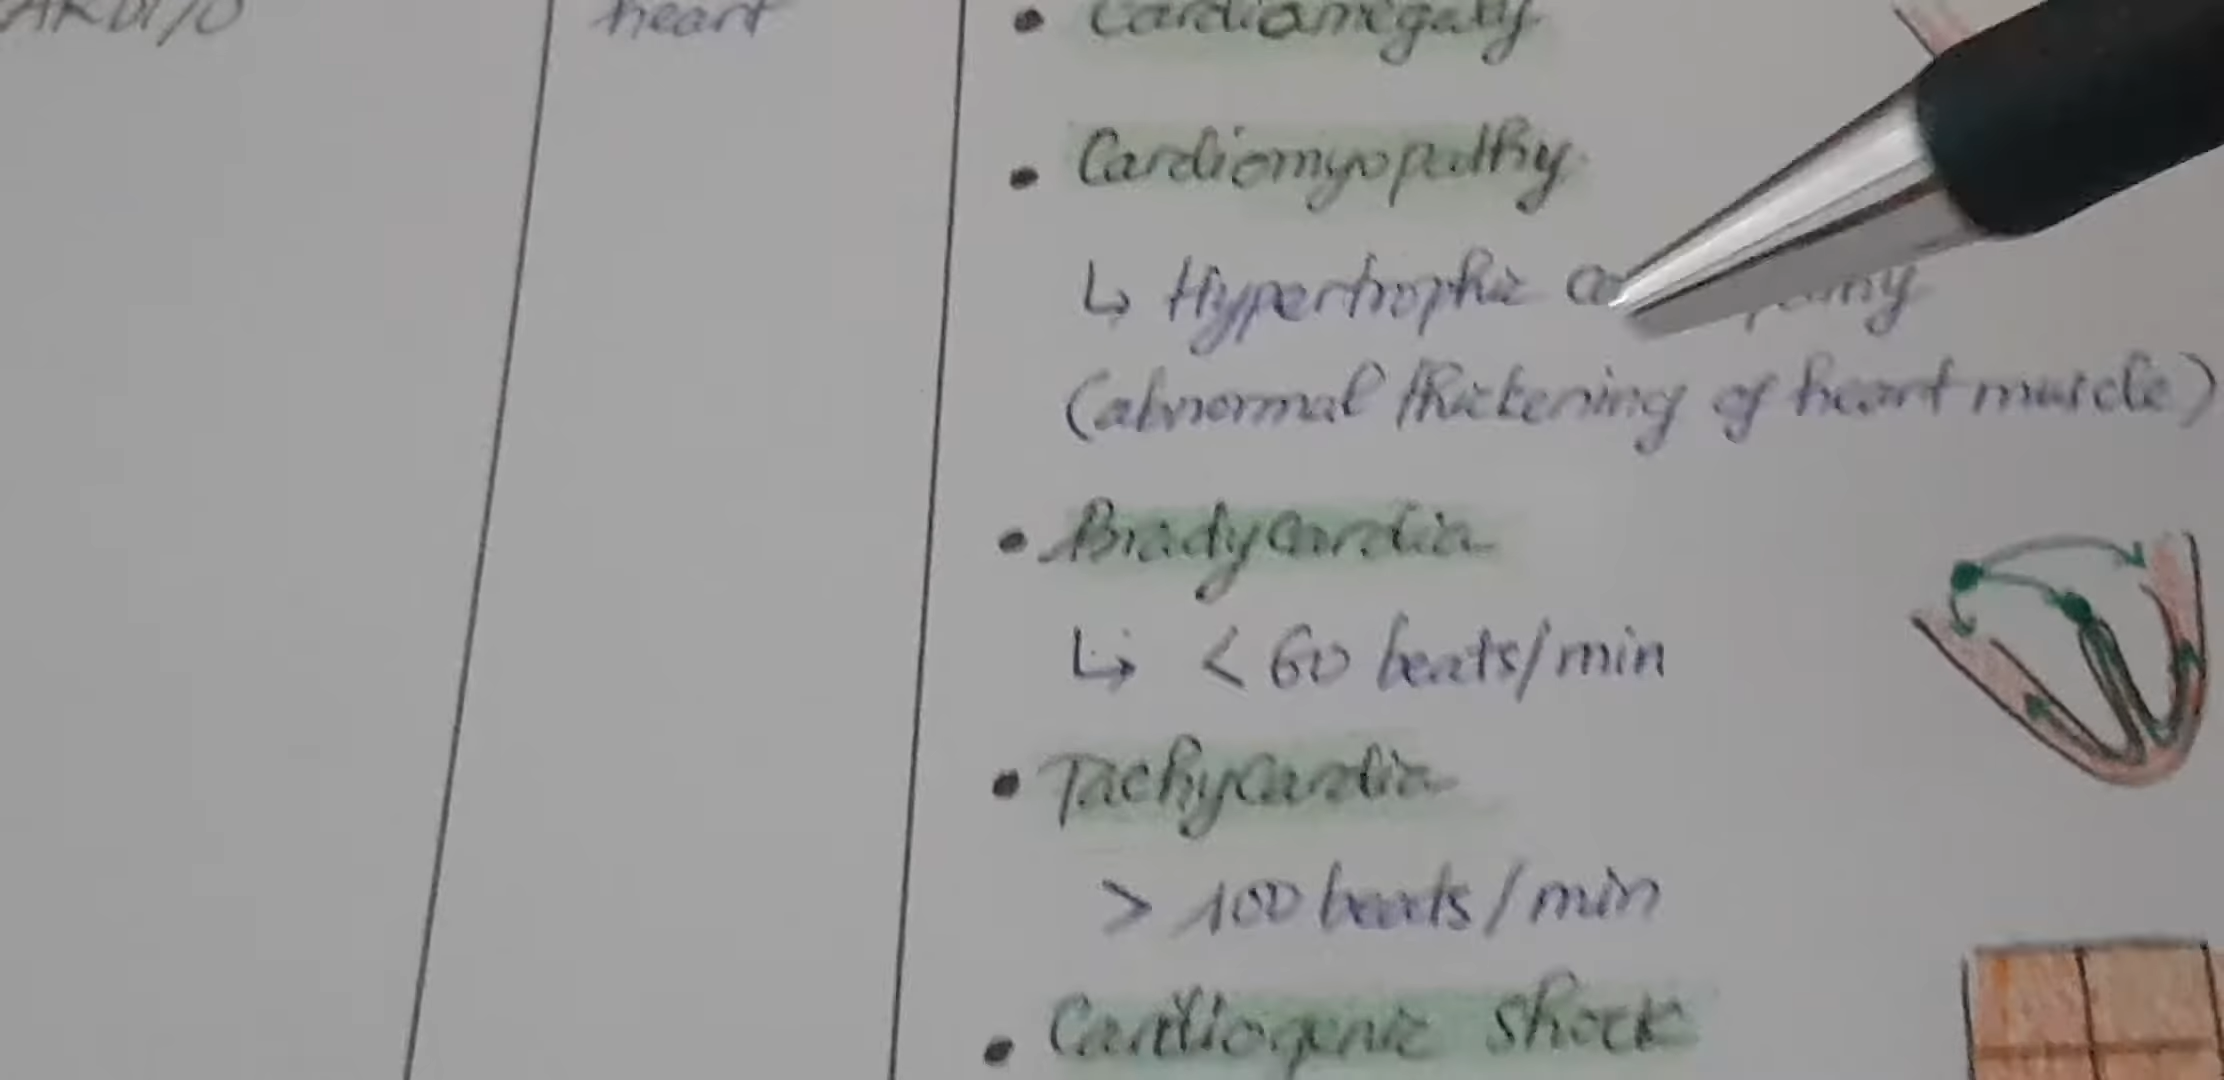 CARDI/O
heart
• Cardiomegaly
• Cardiomyopathy
↳ Hypertrophic
(abnormal thickening of heart muscle)
• Bradycardia
↳ < 60 beats/min
• Tachycardia
> 100 beats/min
• Cardiogenic shock